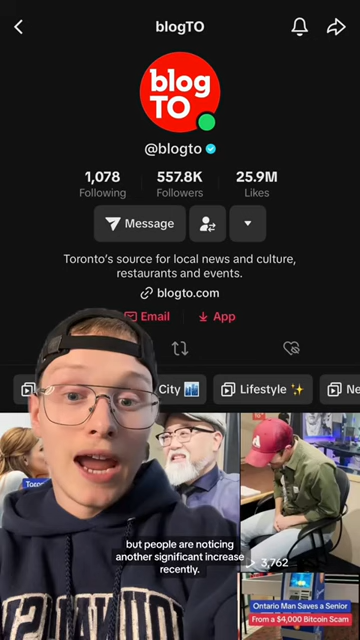 blogTO
blog
TO
@blogto
1,078 557.8K 25.9M
Following Followers Likes
Message
Toronto's source for local news and culture,
restaurants and events.
blogto.com
Email App
City Lifestyle
but people are noticing
another significant increase
recently.
3,762
Ontario Man Saves a Senior
From a $4,000 Bitcoin Scam